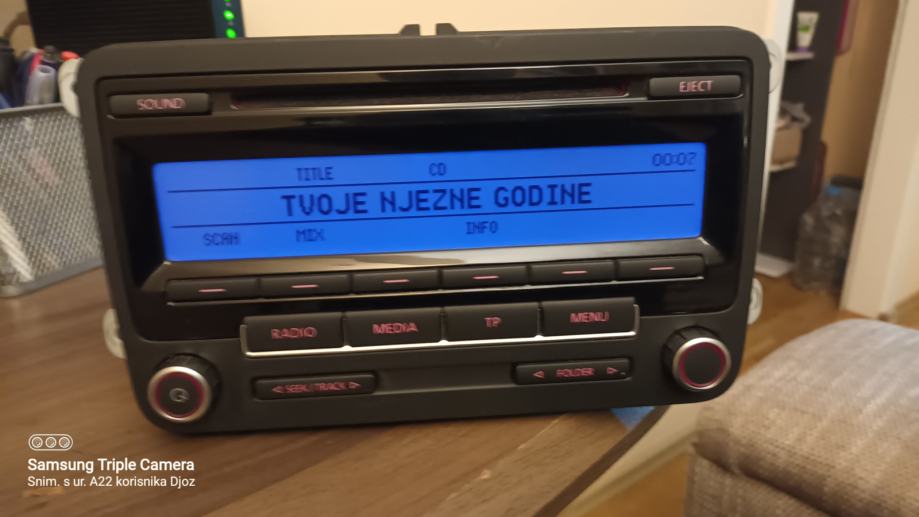 SOUND
EJECT
TITLE CD 00:07
TVOJE NJEZNE GODINE
SCAN MIX INFO
RADIO MEDIA TP MENU
SEEK/TRACK FOLDER
Samsung Triple Camera
Snim. s ur. A22 korisnika Djoz